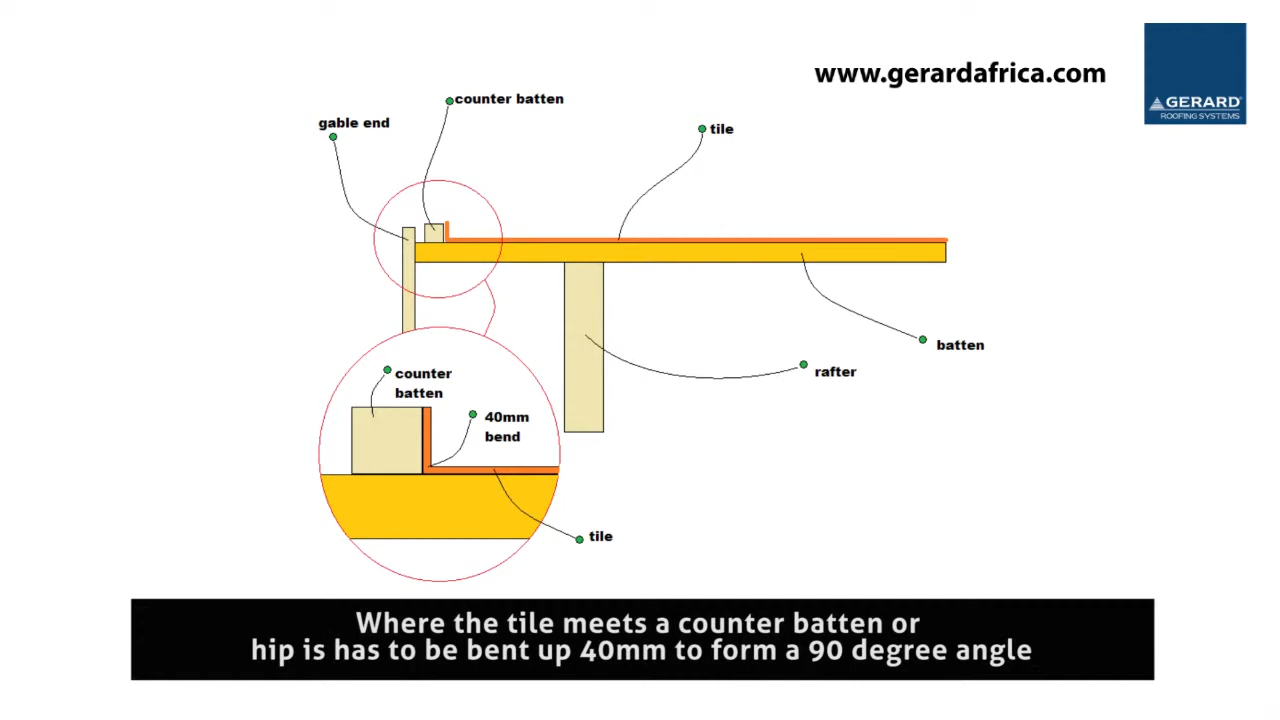 www.gerardafrica.com
GERARD®
ROOFING SYSTEMS
counter batten
gable end
tile
batten
rafter
counter
batten
40mm
bend
tile
Where the tile meets a counter batten or
hip is has to be bent up 40mm to form a 90 degree angle